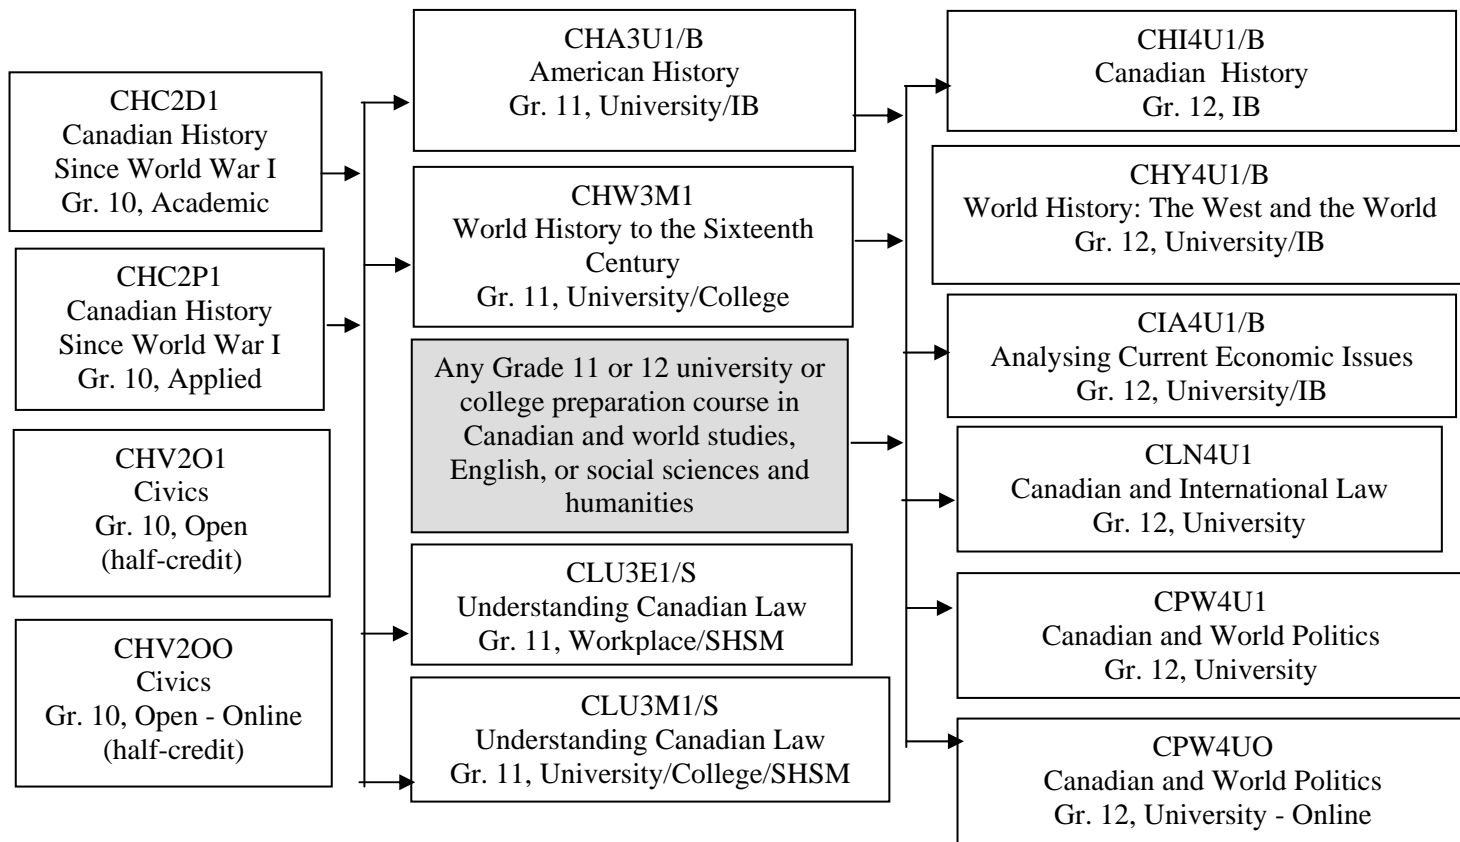 CHC2D1
Canadian History
Since World War I
Gr. 10, Academic
CHC2P1
Canadian History
Since World War I
Gr. 10, Applied
CHV2O1
Civics
Gr. 10, Open
(half-credit)
CHV2OO
Civics
Gr. 10, Open - Online
(half-credit)
CHA3U1/B
American History
Gr. 11, University/IB
CHW3M1
World History to the Sixteenth
Century
Gr. 11, University/College
Any Grade 11 or 12 university or
college preparation course in
Canadian and world studies,
English, or social sciences and
humanities
CLU3E1/S
Understanding Canadian Law
Gr. 11, Workplace/SHSM
CLU3M1/S
Understanding Canadian Law
Gr. 11, University/College/SHSM
CHI4U1/B
Canadian History
Gr. 12, IB
CHY4U1/B
World History: The West and the World
Gr. 12, University/IB
CIA4U1/B
Analysing Current Economic Issues
Gr. 12, University/IB
CLN4U1
Canadian and International Law
Gr. 12, University
CPW4U1
Canadian and World Politics
Gr. 12, University
CPW4UO
Canadian and World Politics
Gr. 12, University - Online